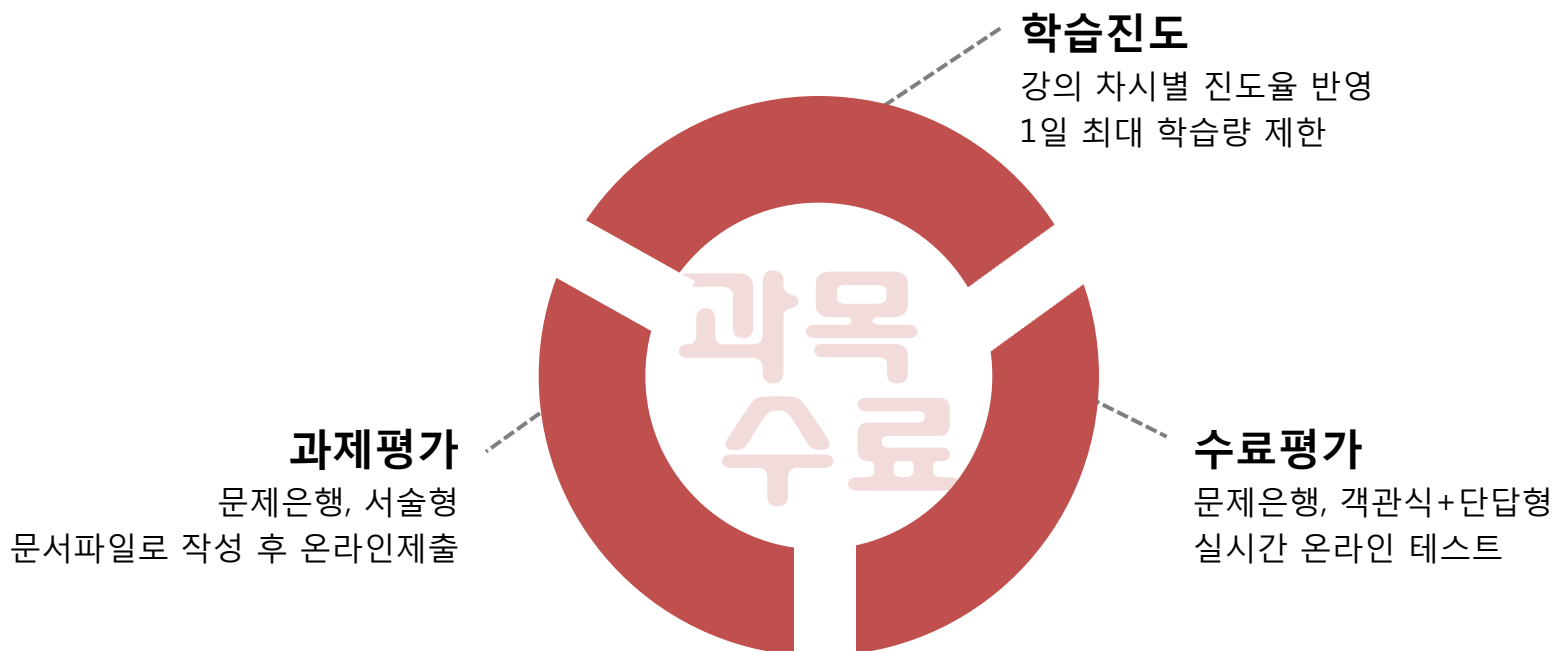 학습진도
강의 차시별 진도율 반영
1일 최대 학습량 제한
과목
수료
과제평가
문제은행, 서술형
문서파일로 작성 후 온라인제출
수료평가
문제은행, 객관식+단답형
실시간 온라인 테스트